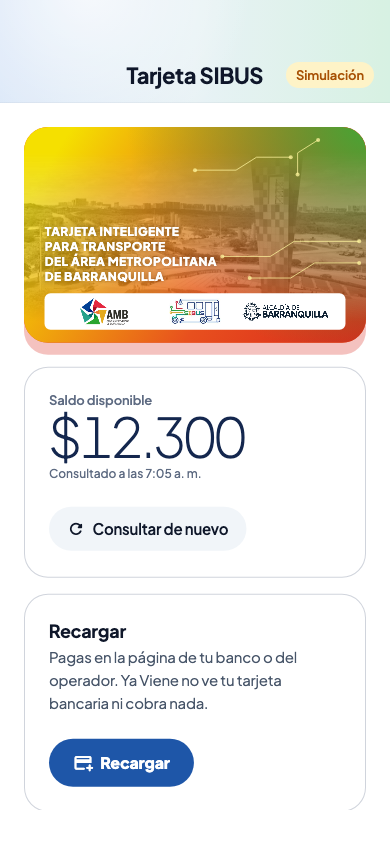 Tarjeta SIBUS
Simulación
TARJETA INTELIGENTE
PARA TRANSPORTE
DEL ÁREA METROPOLITANA
DE BARRANQUILLA
AMB
SIBUS
ALCALDÍA DE
BARRANQUILLA
Saldo disponible
$12.300
Consultado a las 7:05 a. m.
Consultar de nuevo
Recargar
Pagas en la página de tu banco o del
operador. Ya Viene no ve tu tarjeta
bancaria ni cobra nada.
Recargar